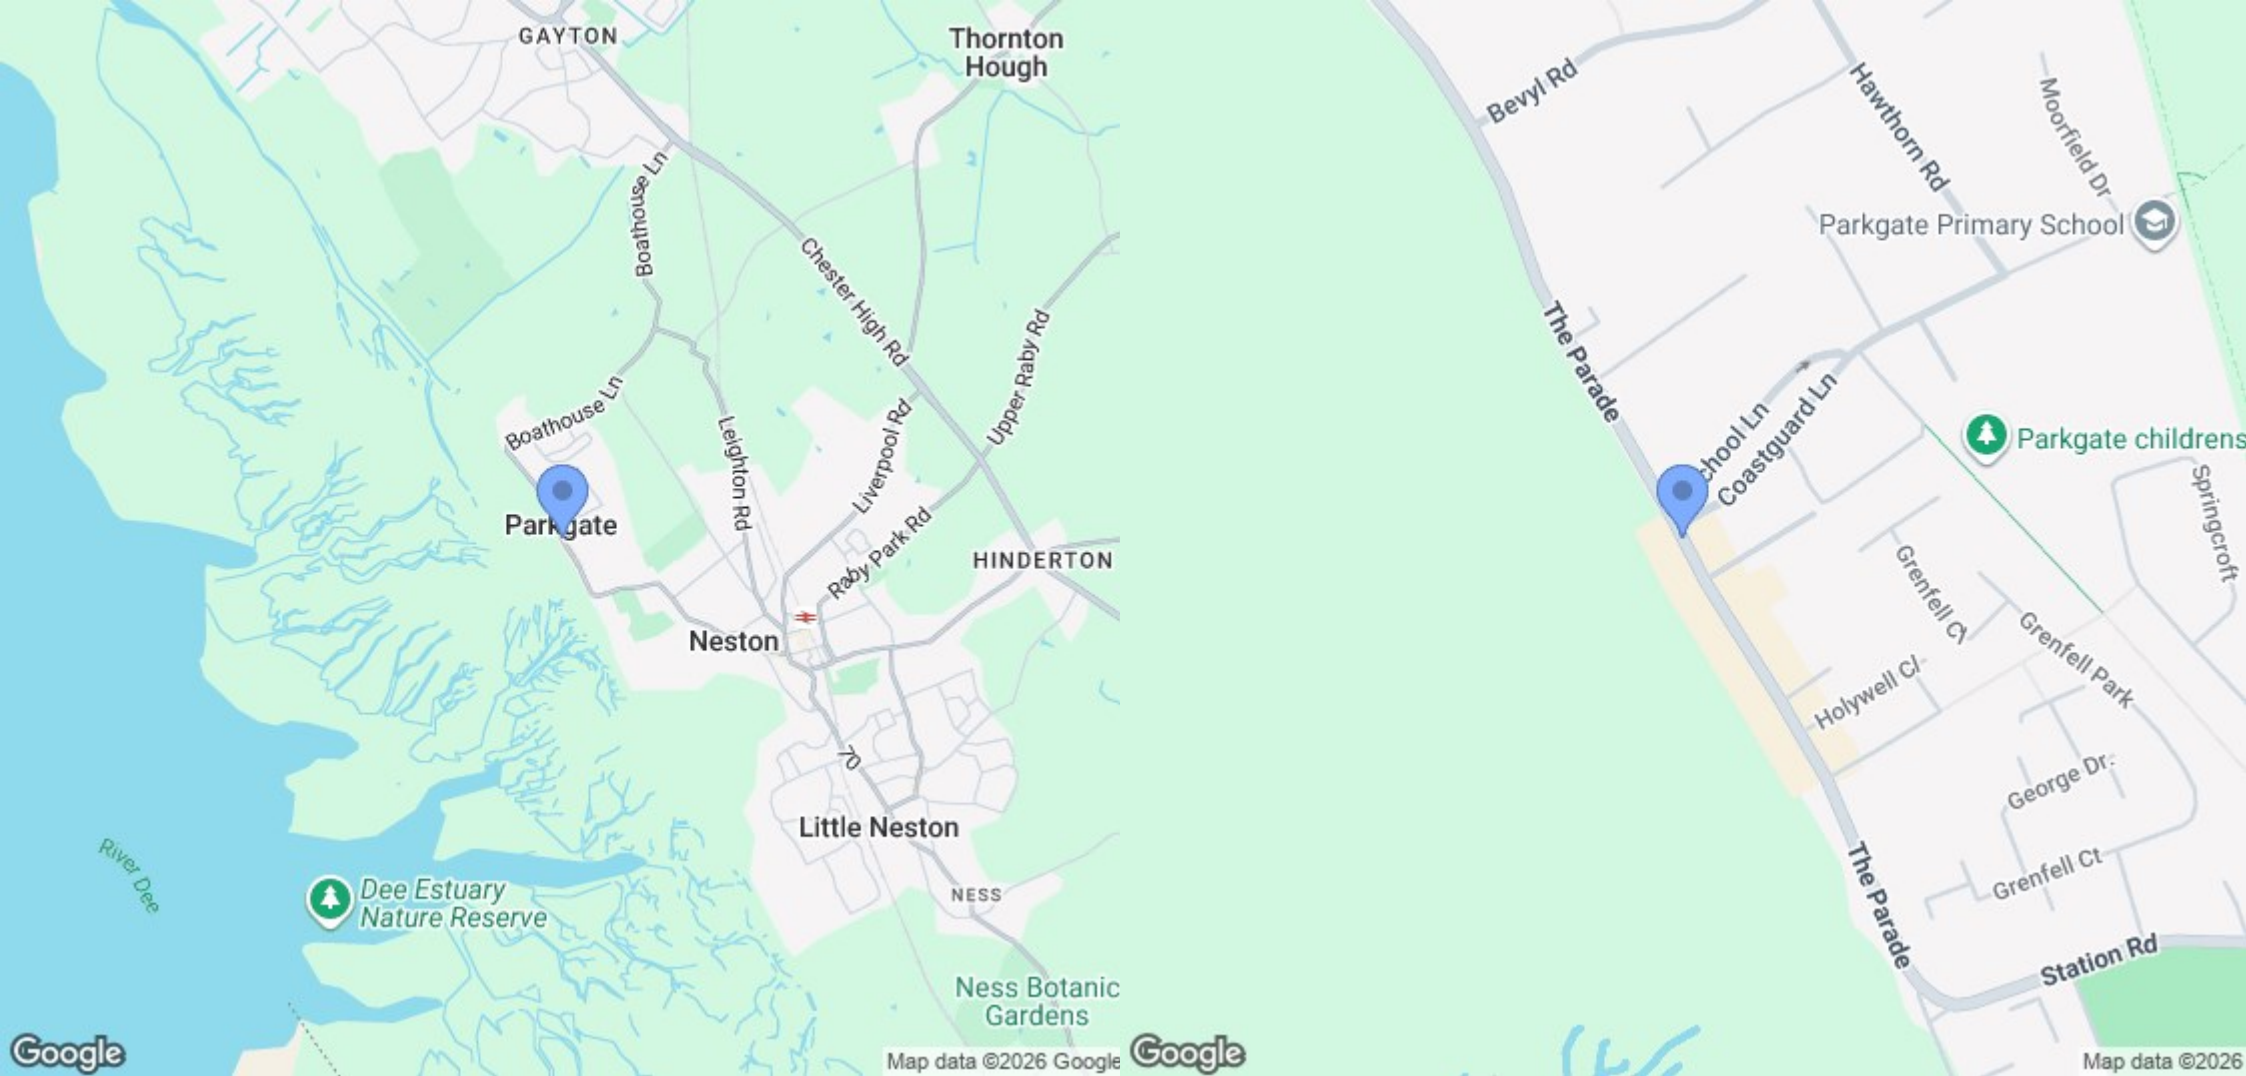 GAYTON
Thornton
Hough
Boathouse Ln
Chester High Rd
Upper Raby Rd
Boathouse Ln
Leighton Rd
Liverpool Rd
Parkgate
Raby Park Rd
HINDERTON
Neston
70
Little Neston
River Dee
Dee Estuary
Nature Reserve
NESS
Ness Botanic
Gardens
Google
Map data ©2026 Google
Bevyl Rd
Hawthorn Rd
Moorfield Dr
Parkgate Primary School
The Parade
chool Ln
Coastguard Ln
Parkgate childrens
Springcroft
Grenfell Cl
Grenfell Park
Holywell Cl
George Dr.
Grenfell Ct
The Parade
Station Rd
Google
Map data ©2026